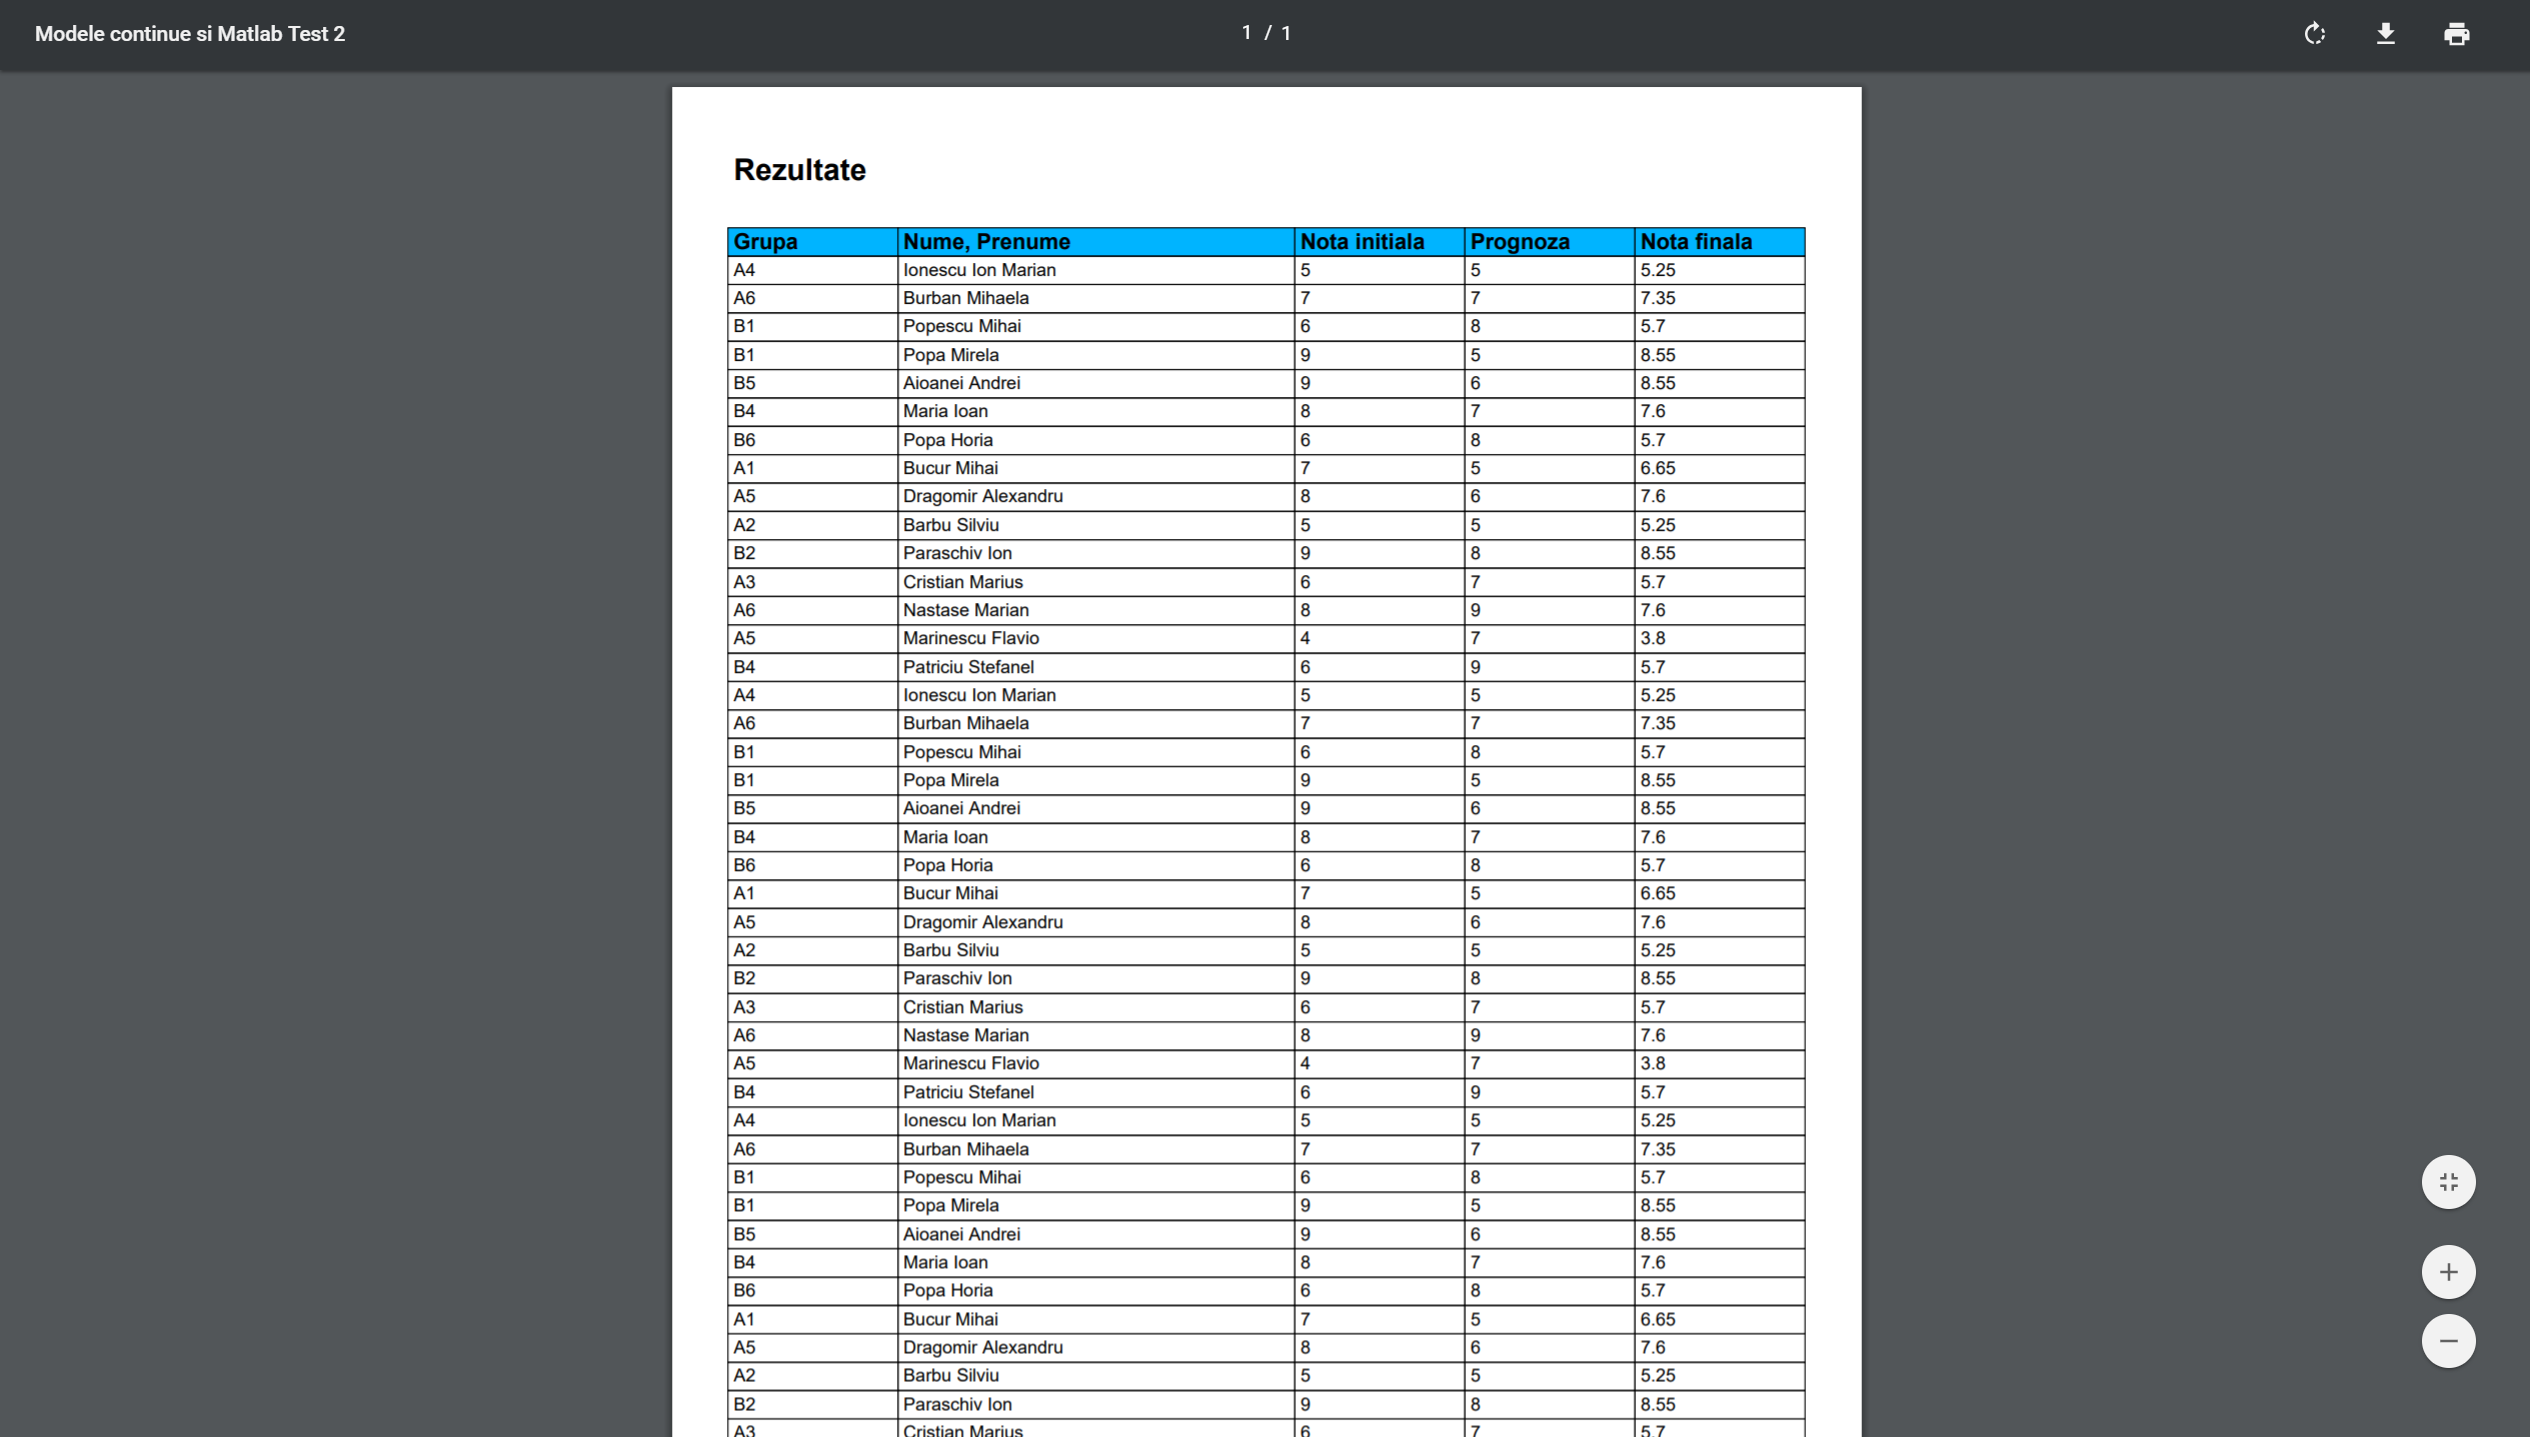 Modele continue si Matlab Test 2
1 / 1
Rezultate
Grupa Nume, Prenume Nota initiala Prognoza Nota finala
A4 Ionescu Ion Marian 5 5 5.25
A6 Burban Mihaela 7 7 7.35
B1 Popescu Mihai 6 8 5.7
B1 Popa Mirela 9 5 8.55
B5 Aioanei Andrei 9 6 8.55
B4 Maria Ioan 8 7 7.6
B6 Popa Horia 6 8 5.7
A1 Bucur Mihai 7 5 6.65
A5 Dragomir Alexandru 8 6 7.6
A2 Barbu Silviu 5 5 5.25
B2 Paraschiv Ion 9 8 8.55
A3 Cristian Marius 6 7 5.7
A6 Nastase Marian 8 9 7.6
A5 Marinescu Flavio 4 7 3.8
B4 Patriciu Stefanel 6 9 5.7
A4 Ionescu Ion Marian 5 5 5.25
A6 Burban Mihaela 7 7 7.35
B1 Popescu Mihai 6 8 5.7
B1 Popa Mirela 9 5 8.55
B5 Aioanei Andrei 9 6 8.55
B4 Maria Ioan 8 7 7.6
B6 Popa Horia 6 8 5.7
A1 Bucur Mihai 7 5 6.65
A5 Dragomir Alexandru 8 6 7.6
A2 Barbu Silviu 5 5 5.25
B2 Paraschiv Ion 9 8 8.55
A3 Cristian Marius 6 7 5.7
A6 Nastase Marian 8 9 7.6
A5 Marinescu Flavio 4 7 3.8
B4 Patriciu Stefanel 6 9 5.7
A4 Ionescu Ion Marian 5 5 5.25
A6 Burban Mihaela 7 7 7.35
B1 Popescu Mihai 6 8 5.7
B1 Popa Mirela 9 5 8.55
B5 Aioanei Andrei 9 6 8.55
B4 Maria Ioan 8 7 7.6
B6 Popa Horia 6 8 5.7
A1 Bucur Mihai 7 5 6.65
A5 Dragomir Alexandru 8 6 7.6
A2 Barbu Silviu 5 5 5.25
B2 Paraschiv Ion 9 8 8.55
A3 Cristian Marius 6 7 5.7